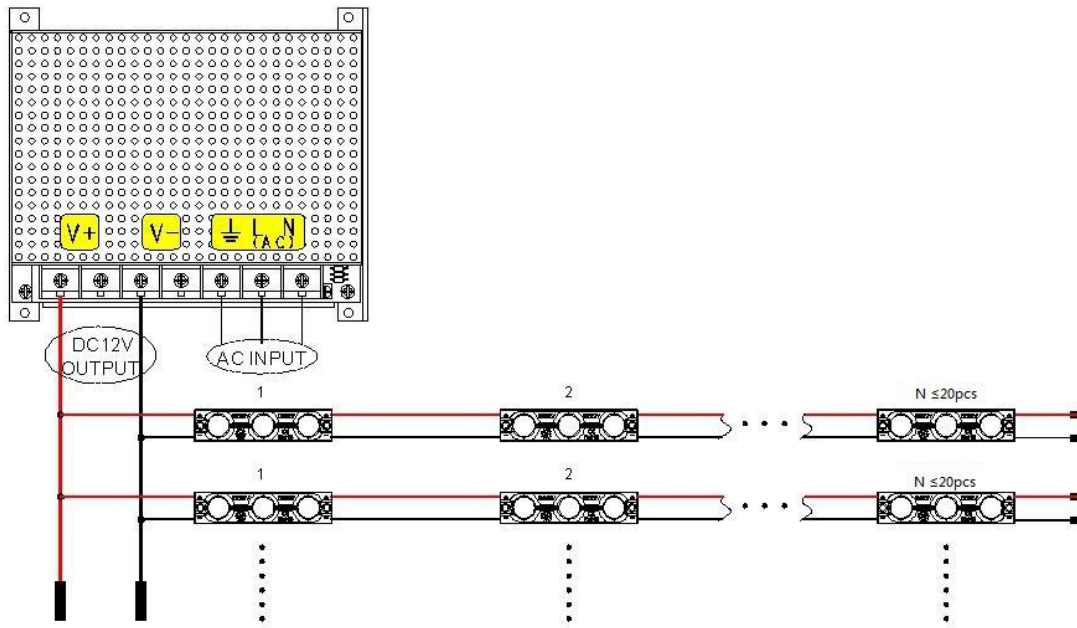 V+
V-
L N
(AC)
DC12V
OUTPUT
AC INPUT
1
2
N ≤20pcs
1
2
N ≤20pcs